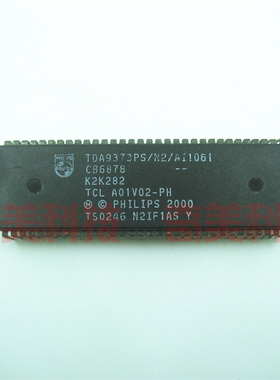 TDA9373PS/N2/AI1061
CB6878 --
K2K282
TCL A01V02-PH
Ⓜ © PHILIPS 2000
TS0246 N2IF1AS Y